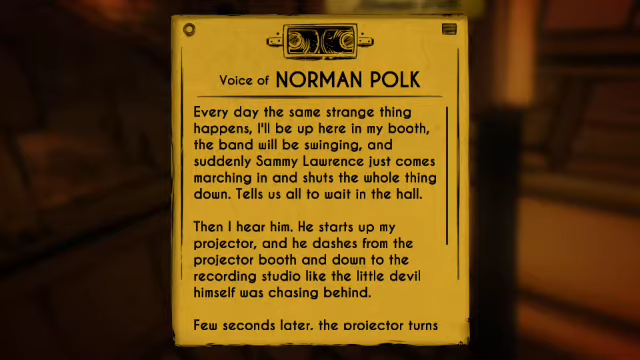 Voice of NORMAN POLK
Every day the same strange thing
happens, I'll be up here in my booth,
the band will be swinging, and
suddenly Sammy Lawrence just comes
marching in and shuts the whole thing
down. Tells us all to wait in the hall.
Then I hear him. He starts up my
projector, and he dashes from the
projector booth and down to the
recording studio like the little devil
himself was chasing behind.
Few seconds later, the projector turns